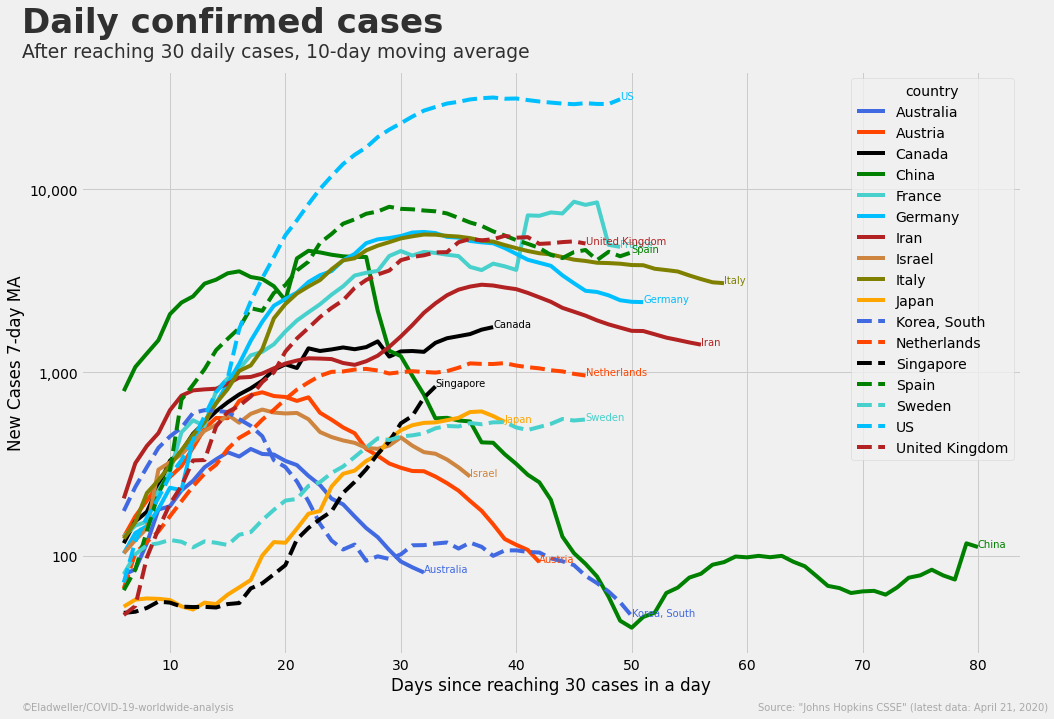 Daily confirmed cases
After reaching 30 daily cases, 10-day moving average
New Cases 7-day MA
10,000
1,000
100
US
United Kingdom
Spain
Italy
Germany
Canada
Iran
Netherlands
Singapore
Japan
Sweden
Israel
Austria
Australia
Korea, South
China
country
Australia
Austria
Canada
China
France
Germany
Iran
Israel
Italy
Japan
Korea, South
Netherlands
Singapore
Spain
Sweden
US
United Kingdom
10 20 30 40 50 60 70 80
Days since reaching 30 cases in a day
©Eladweller/COVID-19-worldwide-analysis
Source: "Johns Hopkins CSSE" (latest data: April 21, 2020)